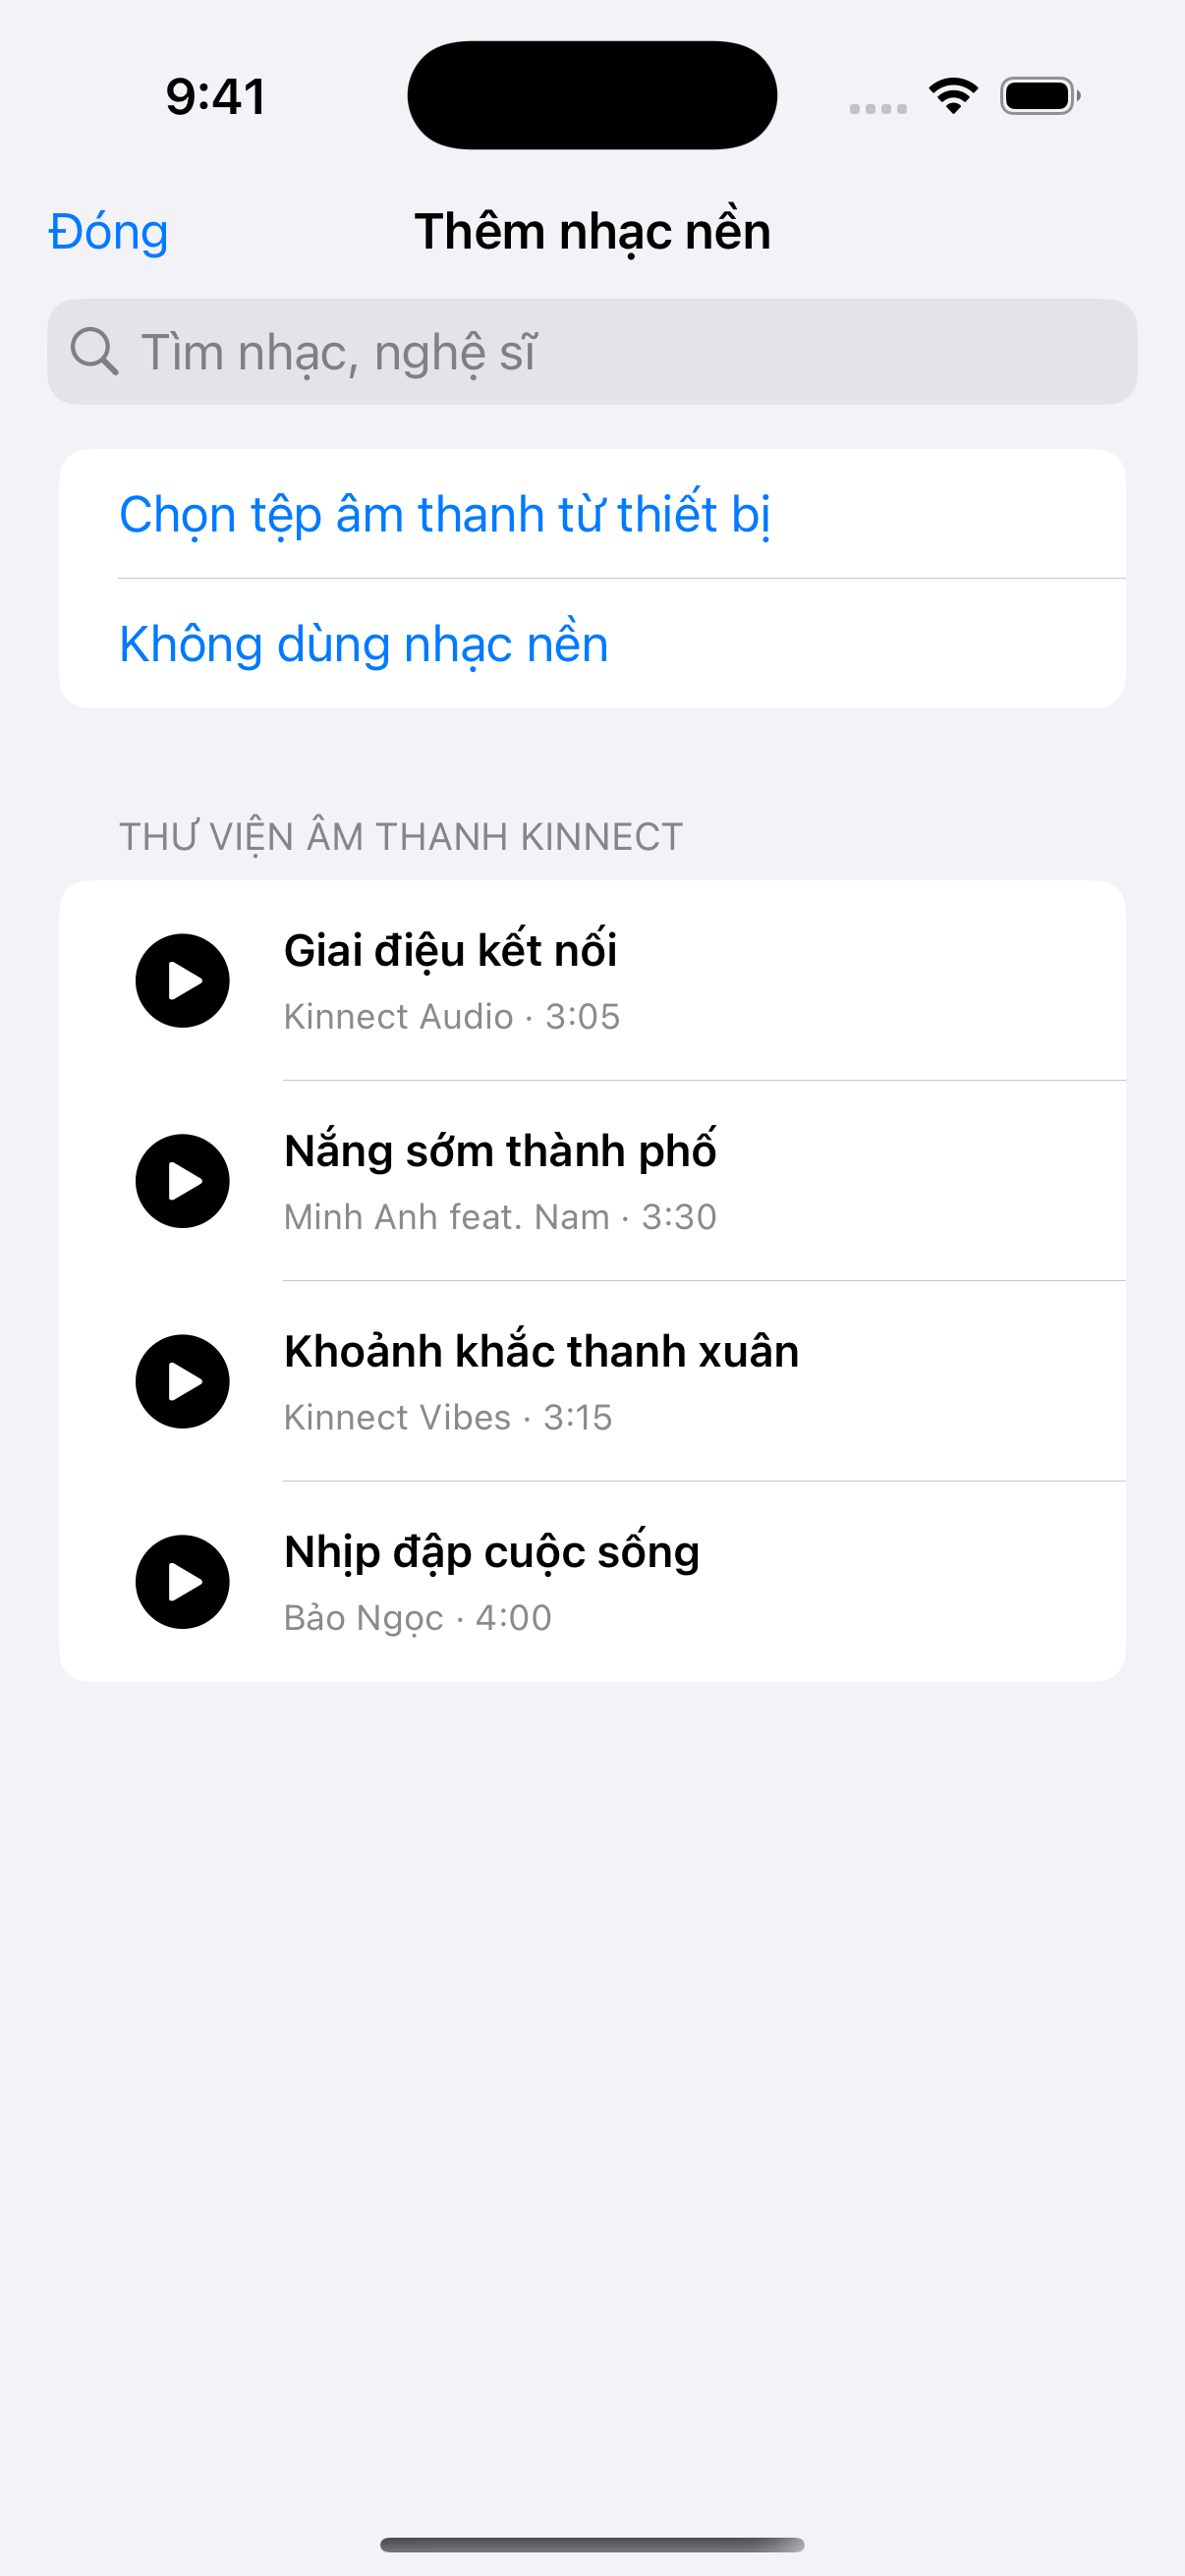 9:41
Đóng
Thêm nhạc nền
Tìm nhạc, nghệ sĩ
Chọn tệp âm thanh từ thiết bị
Không dùng nhạc nền
THƯ VIỆN ÂM THANH KINNECT
Giai điệu kết nối
Kinnect Audio · 3:05
Nắng sớm thành phố
Minh Anh feat. Nam · 3:30
Khoảnh khắc thanh xuân
Kinnect Vibes · 3:15
Nhịp đập cuộc sống
Bảo Ngọc · 4:00